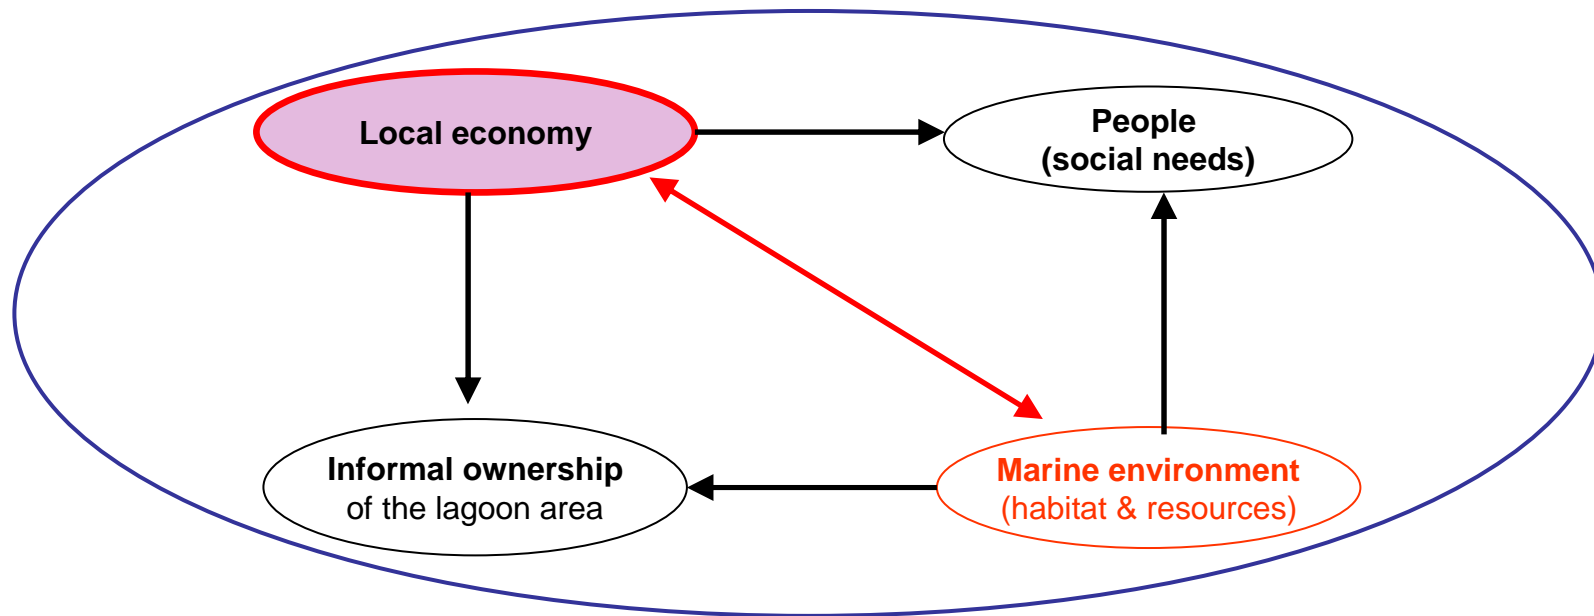 Local economy
People
(social needs)
Informal ownership
of the lagoon area
Marine environment
(habitat & resources)